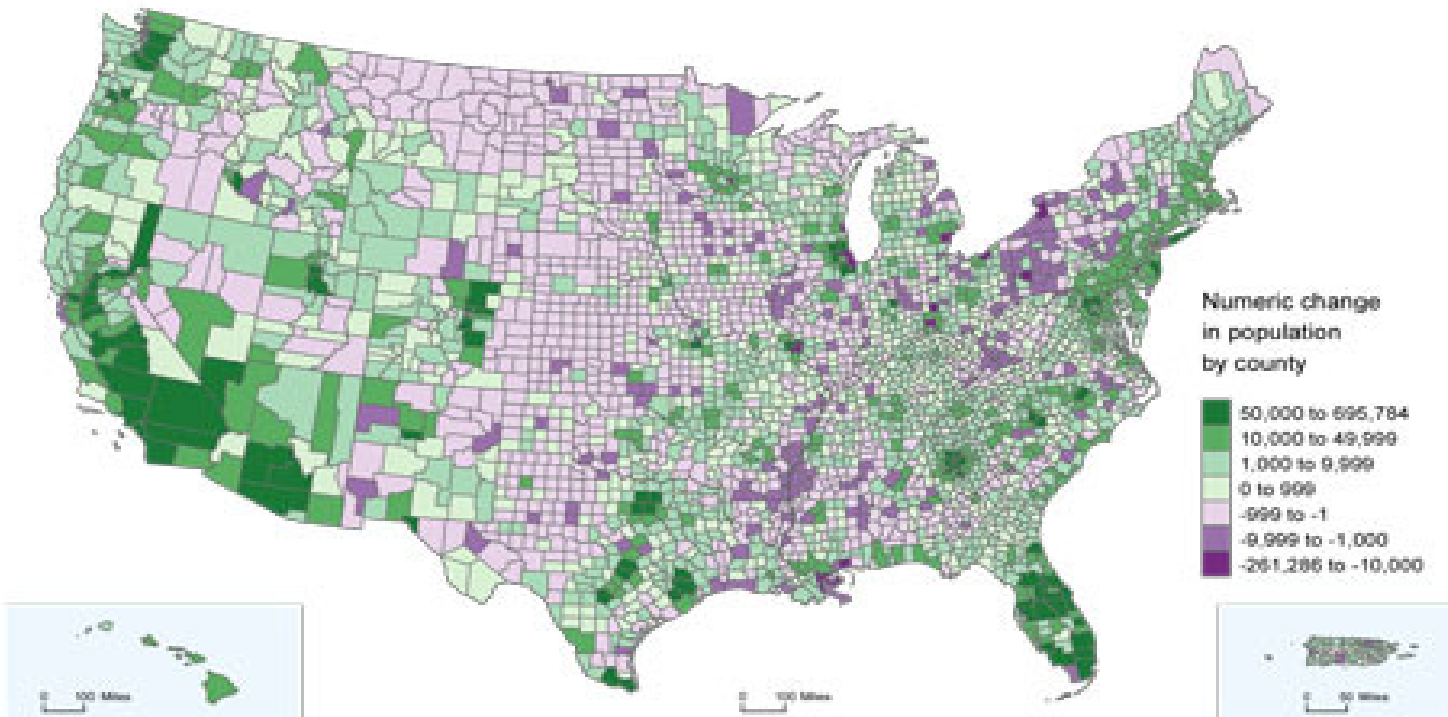 Numeric change
in population
by county
50,000 to 695,784
10,000 to 49,999
1,000 to 9,999
0 to 999
-999 to -1
-9,999 to -1,000
-261,286 to -10,000
0 100 Miles
0 100 Miles
0 50 Miles